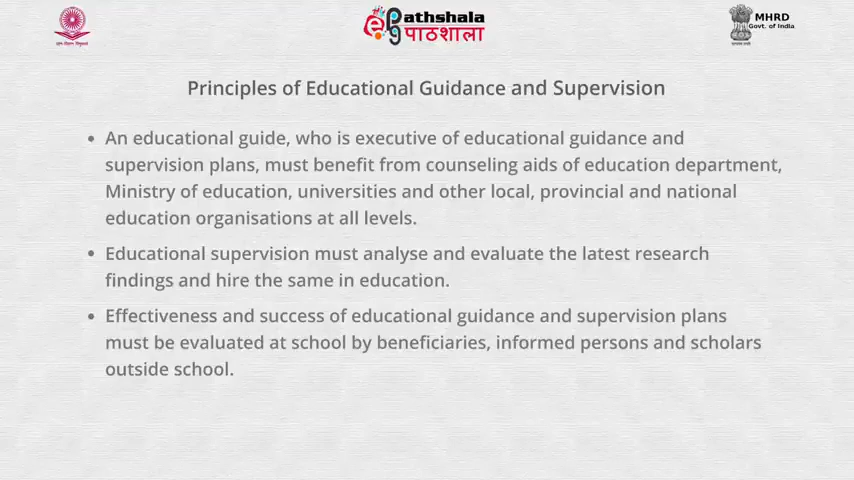 ePathshala
पाठशाला
MHRD
Govt. of India
Principles of Educational Guidance and Supervision
• An educational guide, who is executive of educational guidance and
supervision plans, must benefit from counseling aids of education department,
Ministry of education, universities and other local, provincial and national
education organisations at all levels.
• Educational supervision must analyse and evaluate the latest research
findings and hire the same in education.
• Effectiveness and success of educational guidance and supervision plans
must be evaluated at school by beneficiaries, informed persons and scholars
outside school.